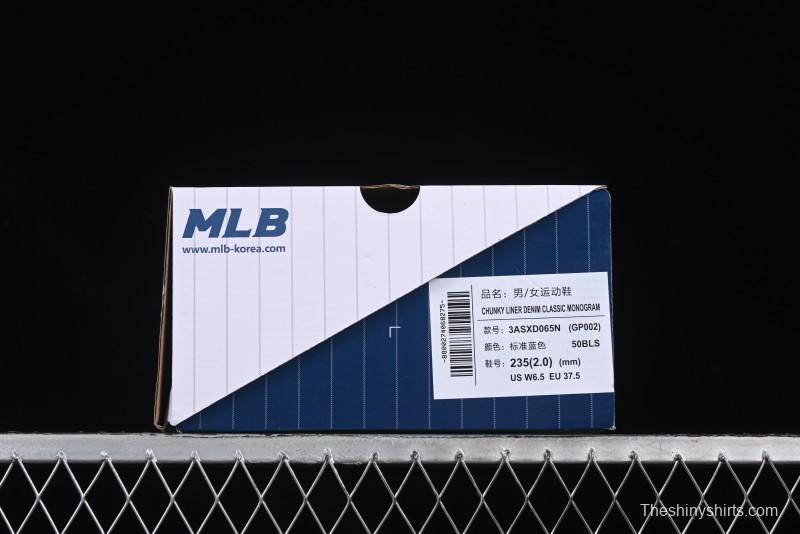 MLB
www.mlb-korea.com
品名：男/女运动鞋
CHUNKY LINER DENIM CLASSIC MONOGRAM
款号：3ASXD065N (GP002)
颜色：标准蓝色 50BLS
鞋号：235(2.0) (mm)
US W6.5 EU 37.5
-8800274068275-
Theshinyshirts.com